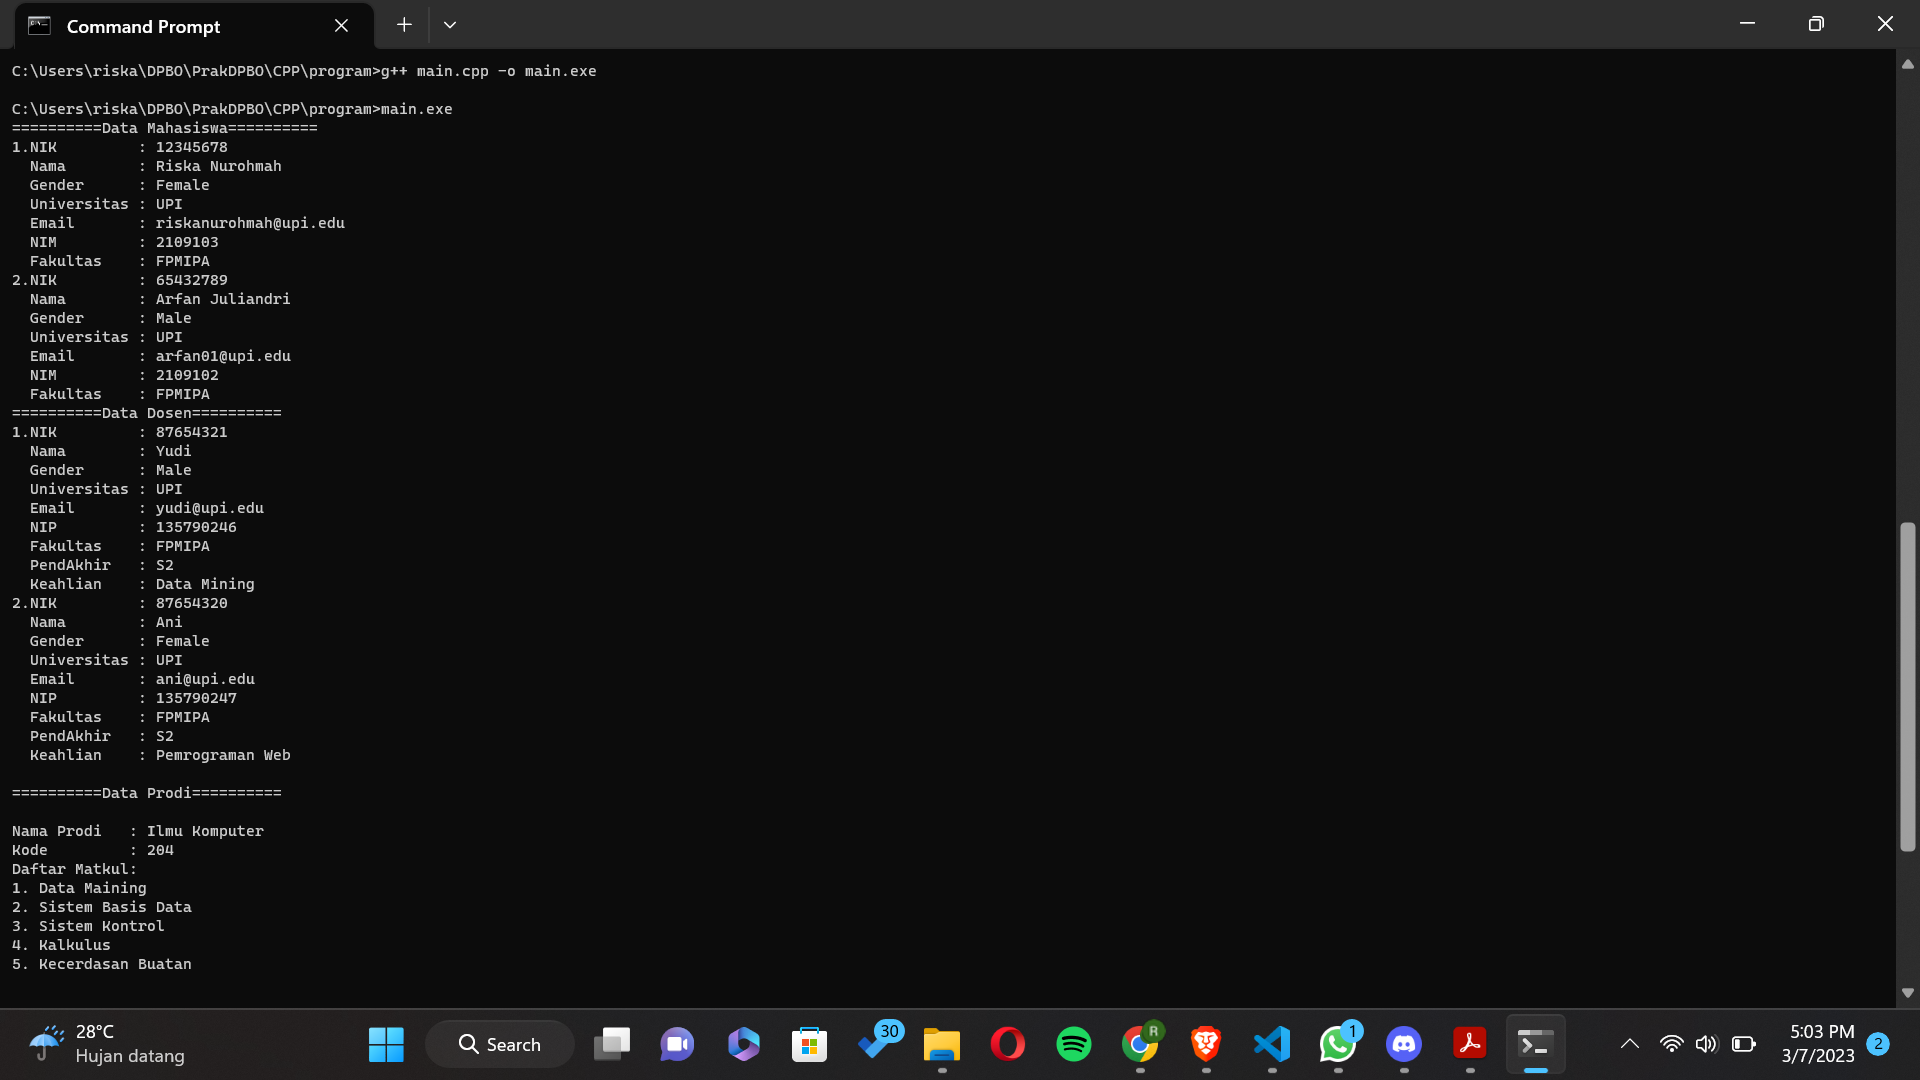 Command Prompt
C:\Users\riska\DPBO\PrakDPBO\CPP\program>g++ main.cpp -o main.exe
C:\Users\riska\DPBO\PrakDPBO\CPP\program>main.exe
==========Data Mahasiswa==========
1.NIK         : 12345678
  Nama        : Riska Nurohmah
  Gender      : Female
  Universitas : UPI
  Email       : riskanurohmah@upi.edu
  NIM         : 2109103
  Fakultas    : FPMIPA
2.NIK         : 65432789
  Nama        : Arfan Juliandri
  Gender      : Male
  Universitas : UPI
  Email       : arfan01@upi.edu
  NIM         : 2109102
  Fakultas    : FPMIPA
==========Data Dosen==========
1.NIK         : 87654321
  Nama        : Yudi
  Gender      : Male
  Universitas : UPI
  Email       : yudi@upi.edu
  NIP         : 135790246
  Fakultas    : FPMIPA
  PendAkhir   : S2
  Keahlian    : Data Mining
2.NIK         : 87654320
  Nama        : Ani
  Gender      : Female
  Universitas : UPI
  Email       : ani@upi.edu
  NIP         : 135790247
  Fakultas    : FPMIPA
  PendAkhir   : S2
  Keahlian    : Pemrograman Web
==========Data Prodi==========
Nama Prodi   : Ilmu Komputer
Kode         : 204
Daftar Matkul:
1. Data Maining
2. Sistem Basis Data
3. Sistem Kontrol
4. Kalkulus
5. Kecerdasan Buatan
28°C
Hujan datang
Search
30
R
1
5:03 PM
3/7/2023
2